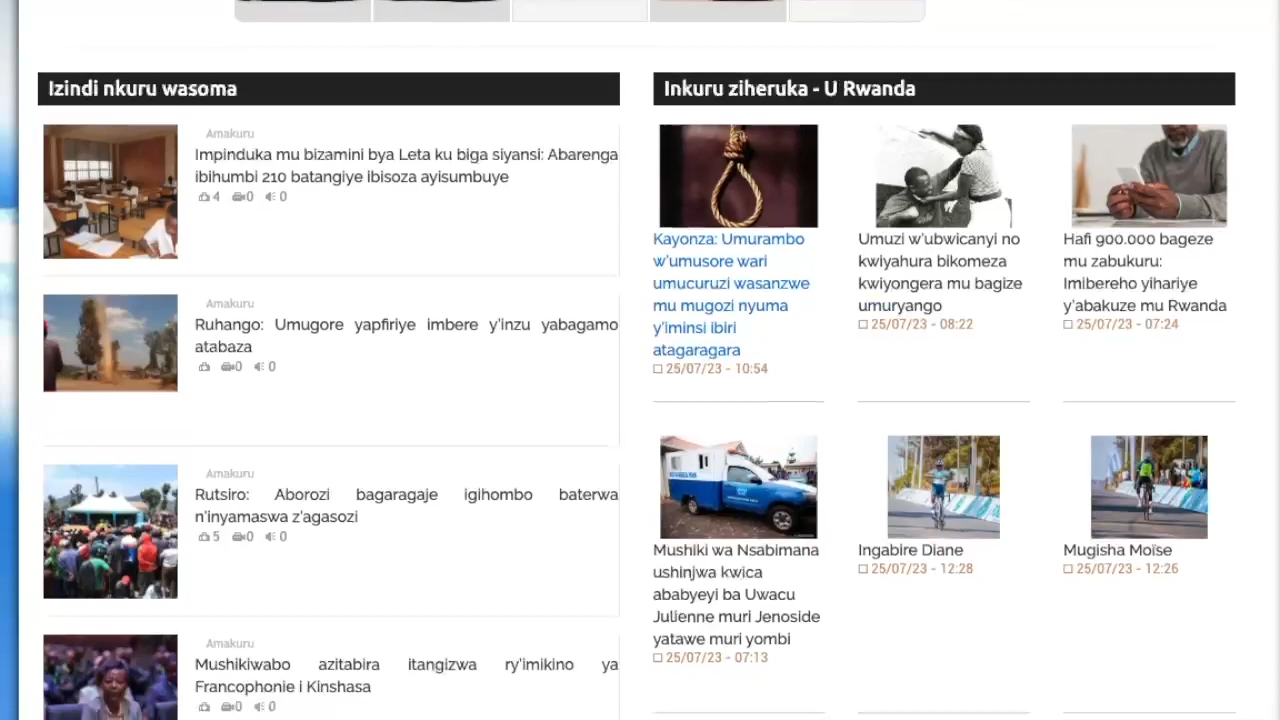 Izindi nkuru wasoma
Amakuru
Impinduka mu bizamini bya Leta ku biga siyansi: Abarenga
ibihumbi 210 batangiye ibisoza ayisumbuye
4 0 0
Amakuru
Ruhango: Umugore yapfiriye imbere y'inzu yabagamo
atabaza
0 0
Amakuru
Rutsiro: Aborozi bagaragaje igihombo baterwa
n'inyamaswa z'agasozi
5 0 0
Amakuru
Mushikiwabo azitabira itangizwa ry'imikino ya
Francophonie i Kinshasa
0 0
Inkuru ziheruka - U Rwanda
Kayonza: Umurambo
w'umusore wari
umucuruzi wasanzwe
mu mugozi nyuma
y'iminsi ibiri
atagaragara
25/07/23 - 10:54
Umuzi w'ubwicanyi no
kwiyahura bikomeza
kwiyongera mu bagize
umuryango
25/07/23 - 08:22
Hafi 900.000 bageze
mu zabukuru:
Imibereho yihariye
y'abakuze mu Rwanda
25/07/23 - 07:24
Mushiki wa Nsabimana
ushinjwa kwica
ababyeyi ba Uwacu
Julienne muri Jenoside
yatawe muri yombi
25/07/23 - 07:13
Ingabire Diane
25/07/23 - 12:28
Mugisha Moïse
25/07/23 - 12:26